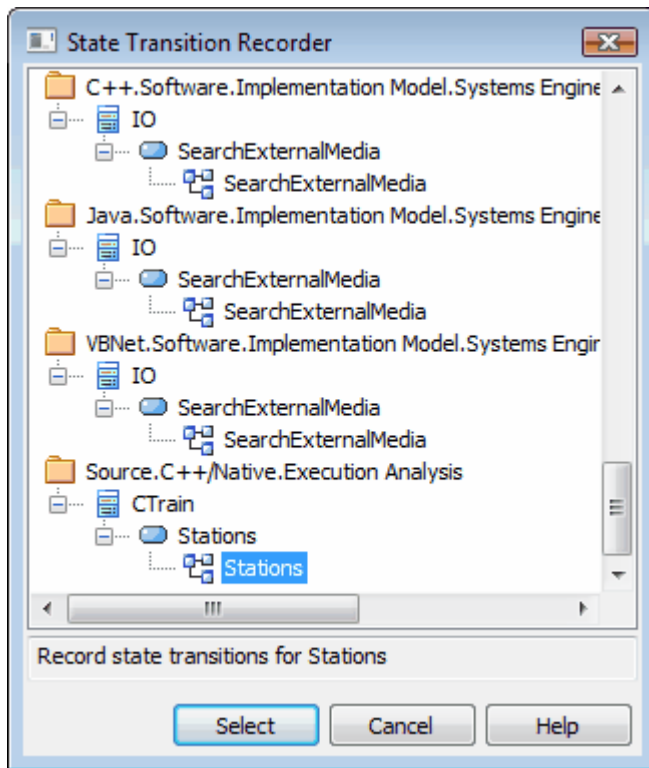 State Transition Recorder
C++.Software.Implementation Model.Systems Engine
IO
SearchExternalMedia
SearchExternalMedia
Java.Software.Implementation Model.Systems Engine
IO
SearchExternalMedia
SearchExternalMedia
VBNet.Software.Implementation Model.Systems Engir
IO
SearchExternalMedia
SearchExternalMedia
Source.C++/Native.Execution Analysis
CTrain
Stations
Stations
Record state transitions for Stations
Select Cancel Help